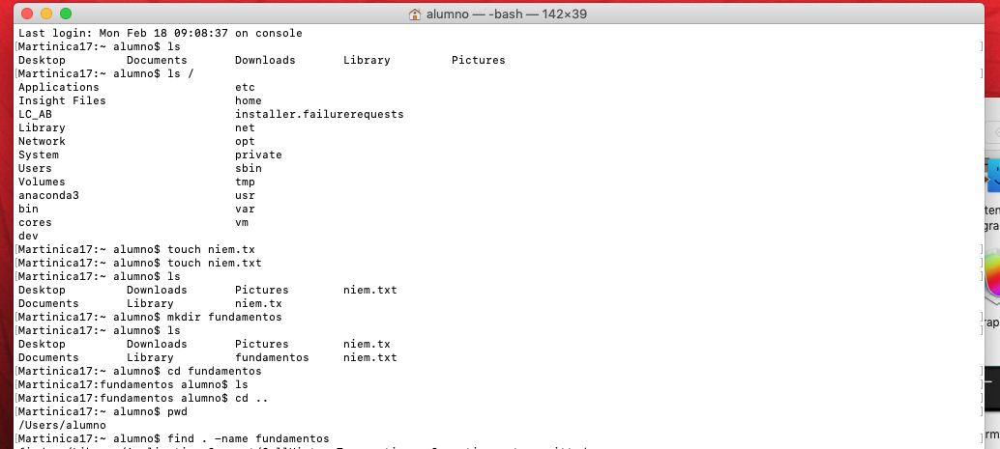 alumno — -bash — 142×39
Last login: Mon Feb 18 09:08:37 on console
[Martinica17:~ alumno$ ls ]
Desktop Documents Downloads Library Pictures
[Martinica17:~ alumno$ ls / ]
Applications etc
Insight Files home
LC_AB installer.failurerequests
Library net
Network opt
System private
Users sbin
Volumes tmp
anaconda3 usr
bin var
cores vm
dev
[Martinica17:~ alumno$ touch niem.tx ]
[Martinica17:~ alumno$ touch niem.txt ]
[Martinica17:~ alumno$ ls ]
Desktop Downloads Pictures niem.txt
Documents Library niem.tx
[Martinica17:~ alumno$ mkdir fundamentos ]
[Martinica17:~ alumno$ ls ]
Desktop Downloads Pictures niem.tx
Documents Library fundamentos niem.txt
[Martinica17:~ alumno$ cd fundamentos ]
[Martinica17:fundamentos alumno$ ls ]
[Martinica17:fundamentos alumno$ cd .. ]
[Martinica17:~ alumno$ pwd ]
/Users/alumno
[Martinica17:~ alumno$ find . -name fundamentos ]